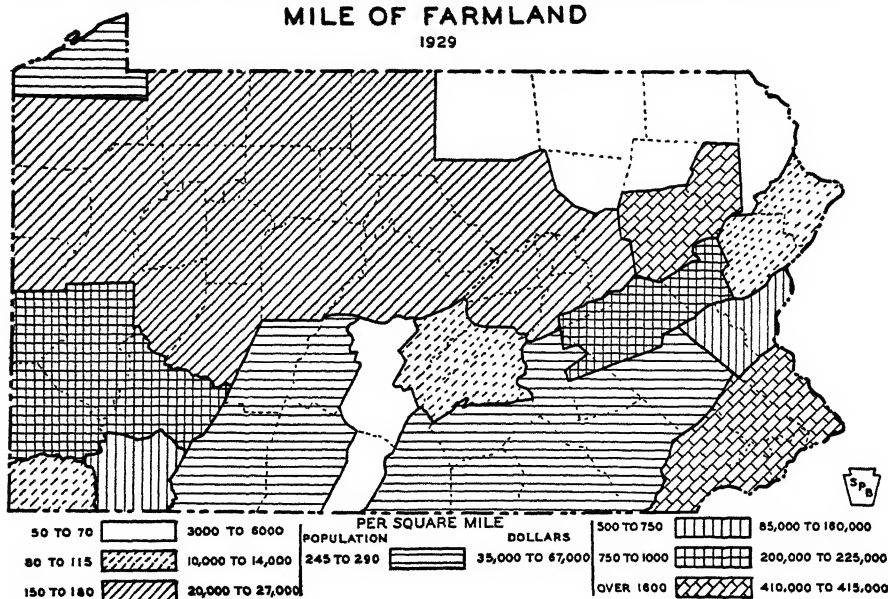 MILE OF FARMLAND
1929
SPB
PER SQUARE MILE
POPULATION DOLLARS
50 TO 70 3000 TO 6000
80 TO 115 10,000 TO 14,000
150 TO 180 20,000 TO 27,000
245 TO 290 35,000 TO 67,000
500 TO 750 85,000 TO 160,000
750 TO 1000 200,000 TO 225,000
OVER 1600 410,000 TO 415,000